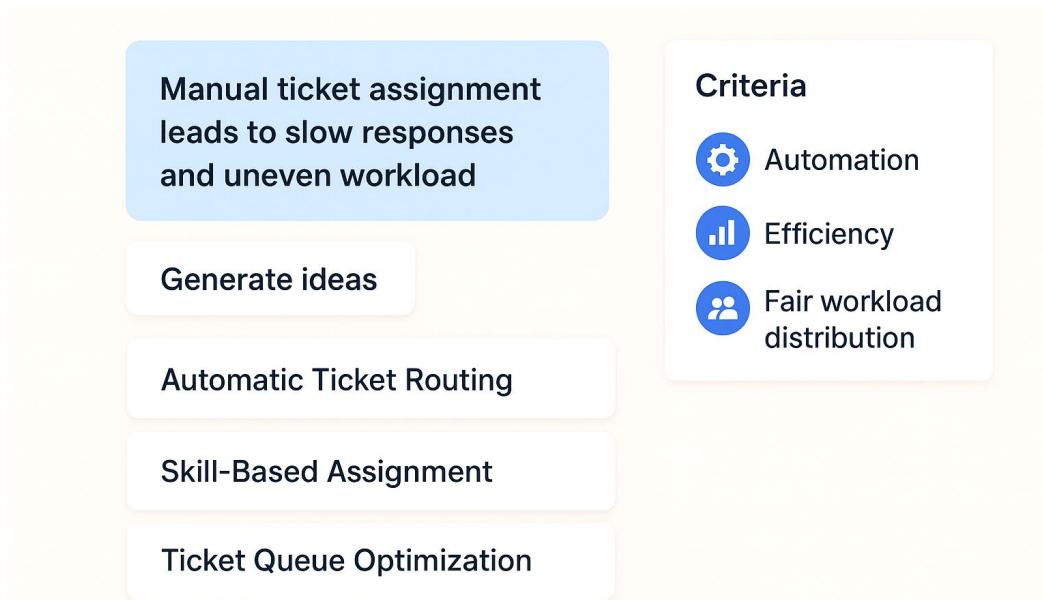 Manual ticket assignment
leads to slow responses
and uneven workload
Generate ideas
Automatic Ticket Routing
Skill-Based Assignment
Ticket Queue Optimization
Criteria
Automation
Efficiency
Fair workload
distribution